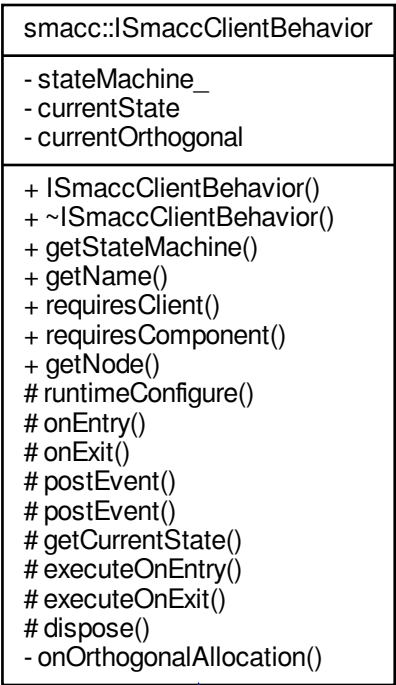 smacc::ISmaccClientBehavior
- stateMachine_
- currentState
- currentOrthogonal
+ ISmaccClientBehavior()
+ ~ISmaccClientBehavior()
+ getStateMachine()
+ getName()
+ requiresClient()
+ requiresComponent()
+ getNode()
# runtimeConfigure()
# onEntry()
# onExit()
# postEvent()
# postEvent()
# getCurrentState()
# executeOnEntry()
# executeOnExit()
# dispose()
- onOrthogonalAllocation()